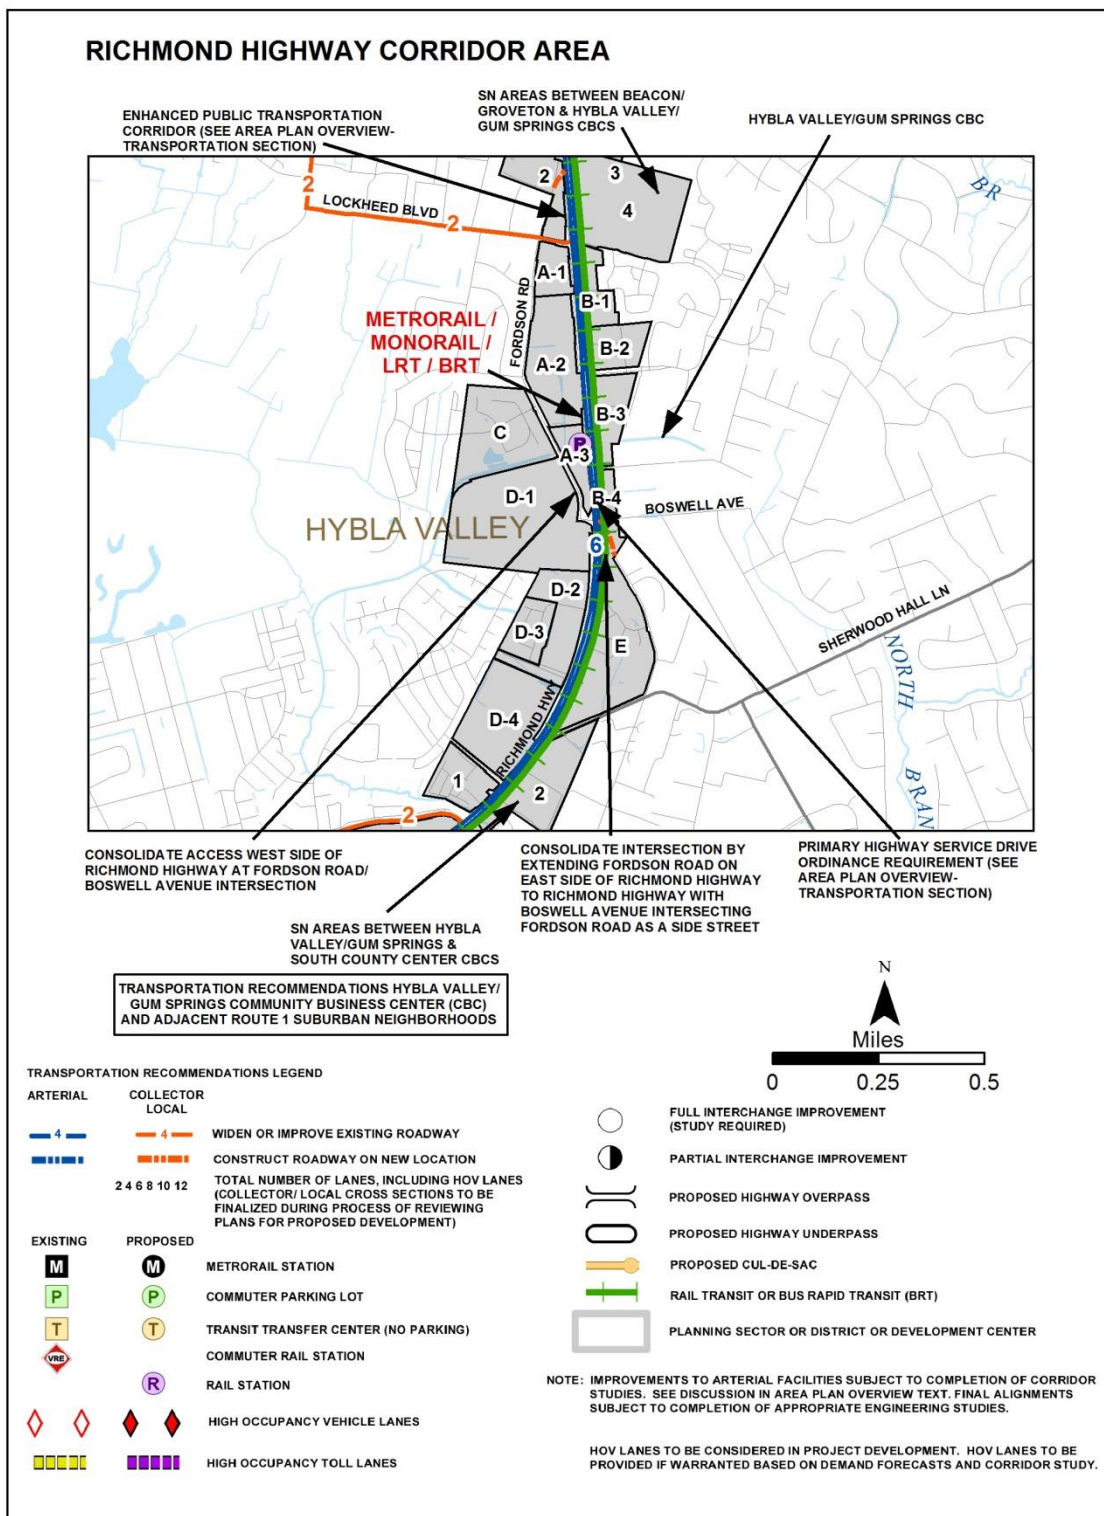 RICHMOND HIGHWAY CORRIDOR AREA
ENHANCED PUBLIC TRANSPORTATION
CORRIDOR (SEE AREA PLAN OVERVIEW-
TRANSPORTATION SECTION)
SN AREAS BETWEEN BEACON/
GROVETON & HYBLA VALLEY/
GUM SPRINGS CBCS
HYBLA VALLEY/GUM SPRINGS CBC
2
2
3
4
LOCKHEED BLVD
2
BR
A-1
FORDSON RD
B-1
METRORAIL /
MONORAIL /
LRT / BRT
B-2
A-2
B-3
C
P
A-3
D-1
B-4
BOSWELL AVE
HYBLA VALLEY
6
D-2
SHERWOOD HALL LN
D-3
E
NORTH
D-4
RICHMOND HWY
1
2
BRAN
2
CONSOLIDATE ACCESS WEST SIDE OF
RICHMOND HIGHWAY AT FORDSON ROAD/
BOSWELL AVENUE INTERSECTION
CONSOLIDATE INTERSECTION BY
EXTENDING FORDSON ROAD ON
EAST SIDE OF RICHMOND HIGHWAY
TO RICHMOND HIGHWAY WITH
BOSWELL AVENUE INTERSECTING
FORDSON ROAD AS A SIDE STREET
PRIMARY HIGHWAY SERVICE DRIVE
ORDINANCE REQUIREMENT (SEE
AREA PLAN OVERVIEW-
TRANSPORTATION SECTION)
SN AREAS BETWEEN HYBLA
VALLEY/GUM SPRINGS &
SOUTH COUNTY CENTER CBCS
TRANSPORTATION RECOMMENDATIONS HYBLA VALLEY/
GUM SPRINGS COMMUNITY BUSINESS CENTER (CBC)
AND ADJACENT ROUTE 1 SUBURBAN NEIGHBORHOODS
N
Miles
0 0.25 0.5
TRANSPORTATION RECOMMENDATIONS LEGEND
ARTERIAL COLLECTOR
LOCAL
4 4 WIDEN OR IMPROVE EXISTING ROADWAY
CONSTRUCT ROADWAY ON NEW LOCATION
2 4 6 8 10 12 TOTAL NUMBER OF LANES, INCLUDING HOV LANES
(COLLECTOR/ LOCAL CROSS SECTIONS TO BE
FINALIZED DURING PROCESS OF REVIEWING
PLANS FOR PROPOSED DEVELOPMENT)
EXISTING PROPOSED
M M METRORAIL STATION
P P COMMUTER PARKING LOT
T T TRANSIT TRANSFER CENTER (NO PARKING)
VRE COMMUTER RAIL STATION
R RAIL STATION
HIGH OCCUPANCY VEHICLE LANES
HIGH OCCUPANCY TOLL LANES
FULL INTERCHANGE IMPROVEMENT
(STUDY REQUIRED)
PARTIAL INTERCHANGE IMPROVEMENT
PROPOSED HIGHWAY OVERPASS
PROPOSED HIGHWAY UNDERPASS
PROPOSED CUL-DE-SAC
RAIL TRANSIT OR BUS RAPID TRANSIT (BRT)
PLANNING SECTOR OR DISTRICT OR DEVELOPMENT CENTER
NOTE: IMPROVEMENTS TO ARTERIAL FACILITIES SUBJECT TO COMPLETION OF CORRIDOR
STUDIES. SEE DISCUSSION IN AREA PLAN OVERVIEW TEXT. FINAL ALIGNMENTS
SUBJECT TO COMPLETION OF APPROPRIATE ENGINEERING STUDIES.
HOV LANES TO BE CONSIDERED IN PROJECT DEVELOPMENT. HOV LANES TO BE
PROVIDED IF WARRANTED BASED ON DEMAND FORECASTS AND CORRIDOR STUDY.